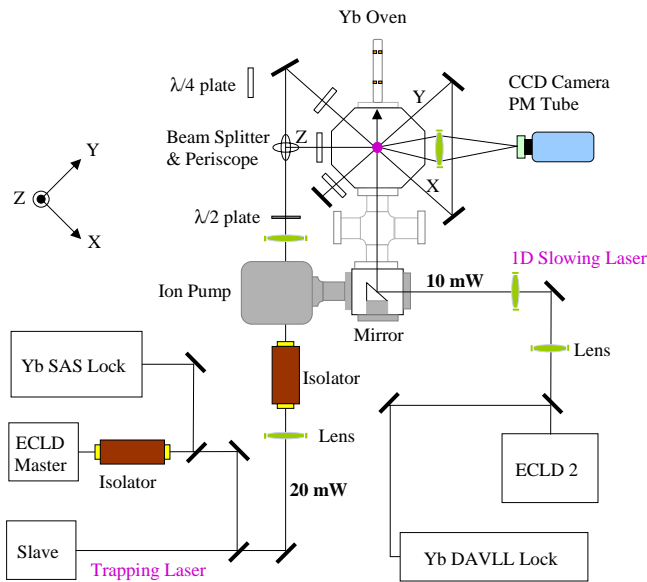 Yb Oven
λ/4 plate
CCD Camera
PM Tube
Y
Beam Splitter
& Periscope
Z
Y
Z
X
X
λ/2 plate
1D Slowing Laser
10 mW
Ion Pump
Mirror
Yb SAS Lock
Isolator
Lens
ECLD
Master
Isolator
Lens
ECLD 2
20 mW
Slave
Trapping Laser
Yb DAVLL Lock